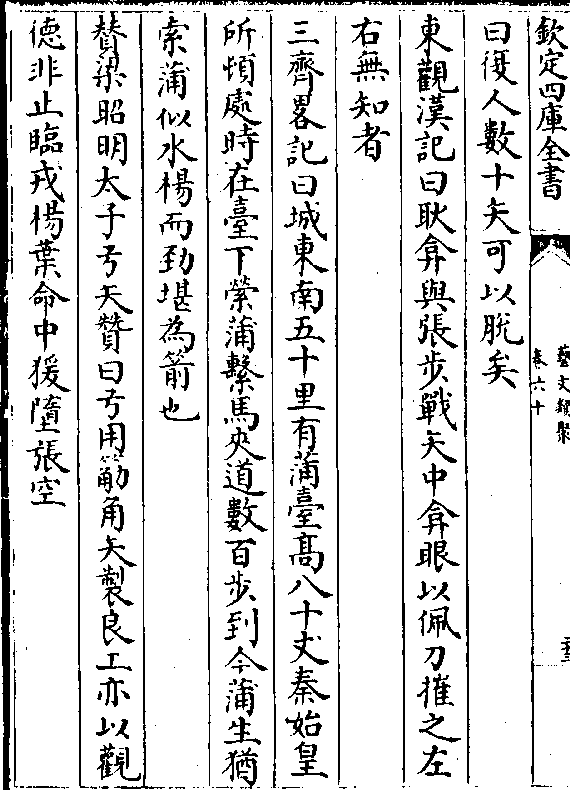 欽定四庫全書
藝文類聚
卷六十
曰復人數十矢可以脫矣
東觀漢記曰耿弇與張步戰矢中弇眼以佩刀摧之左
右無知者
三齊畧記曰城東南五十里有蒲臺髙八十丈秦始皇
所頓處時在臺下縈蒲繫馬夾道數百步到今蒲生猶
索蒲似水楊而勁堪為箭也
賛梁昭明太子弓矢贊曰弓用筋角矢製良工亦以觀
德非止臨戎楊葉命中猨墮張空